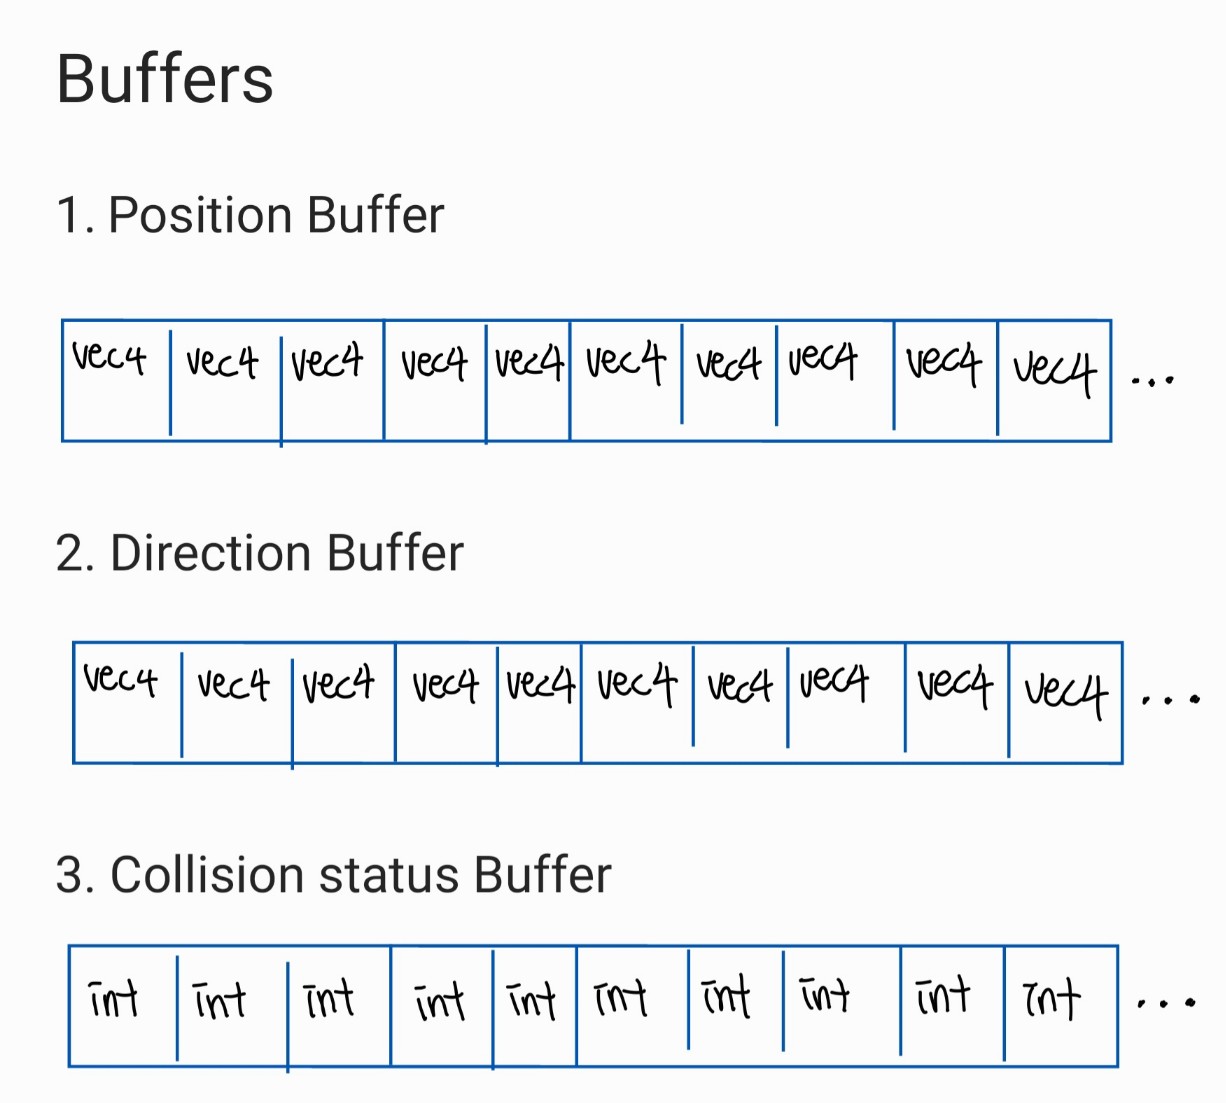 Buffers
1. Position Buffer
vec4 vec4 vec4 vec4 vec4 vec4 vec4 vec4 vec4 vec4 ...
2. Direction Buffer
vec4 vec4 vec4 vec4 vec4 vec4 vec4 vec4 vec4 vec4 ...
3. Collision status Buffer
int int int int int int int int int int ...